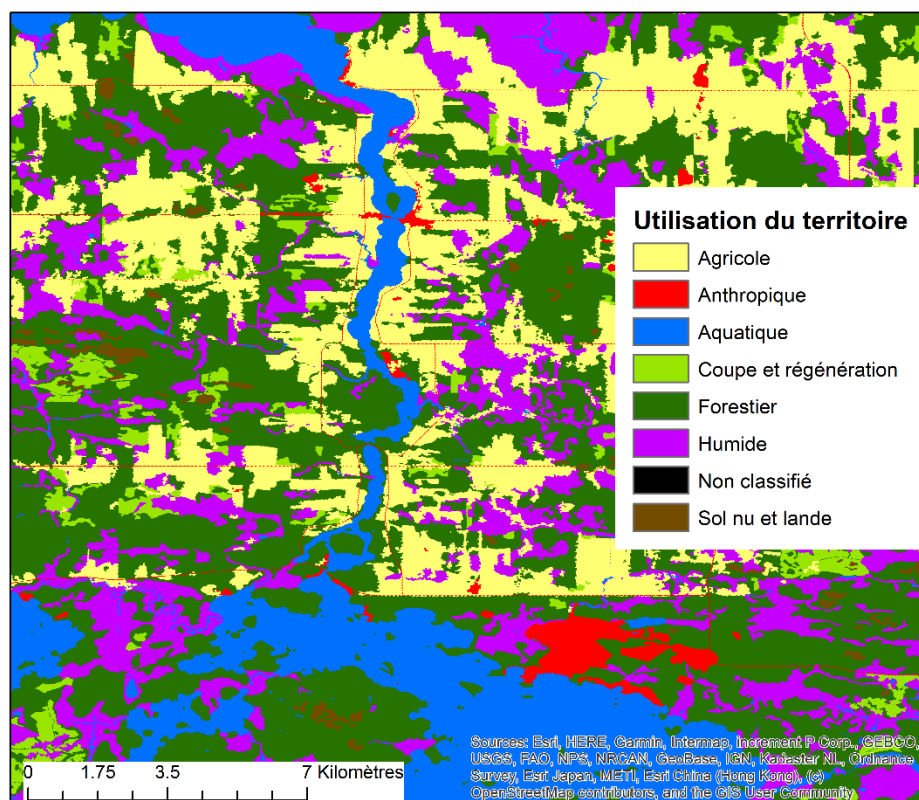 Utilisation du territoire
Agricole
Anthropique
Aquatique
Coupe et régénération
Forestier
Humide
Non classifié
Sol nu et lande
Sources: Esri, HERE, Garmin, Intermap, increment P Corp., GEBCO,
USGS, FAO, NPS, NRCAN, GeoBase, IGN, Kadaster NL, Ordnance
Survey, Esri Japan, METI, Esri China (Hong Kong), (c)
OpenStreetMap contributors, and the GIS User Community
0 1.75 3.5 7 Kilomètres